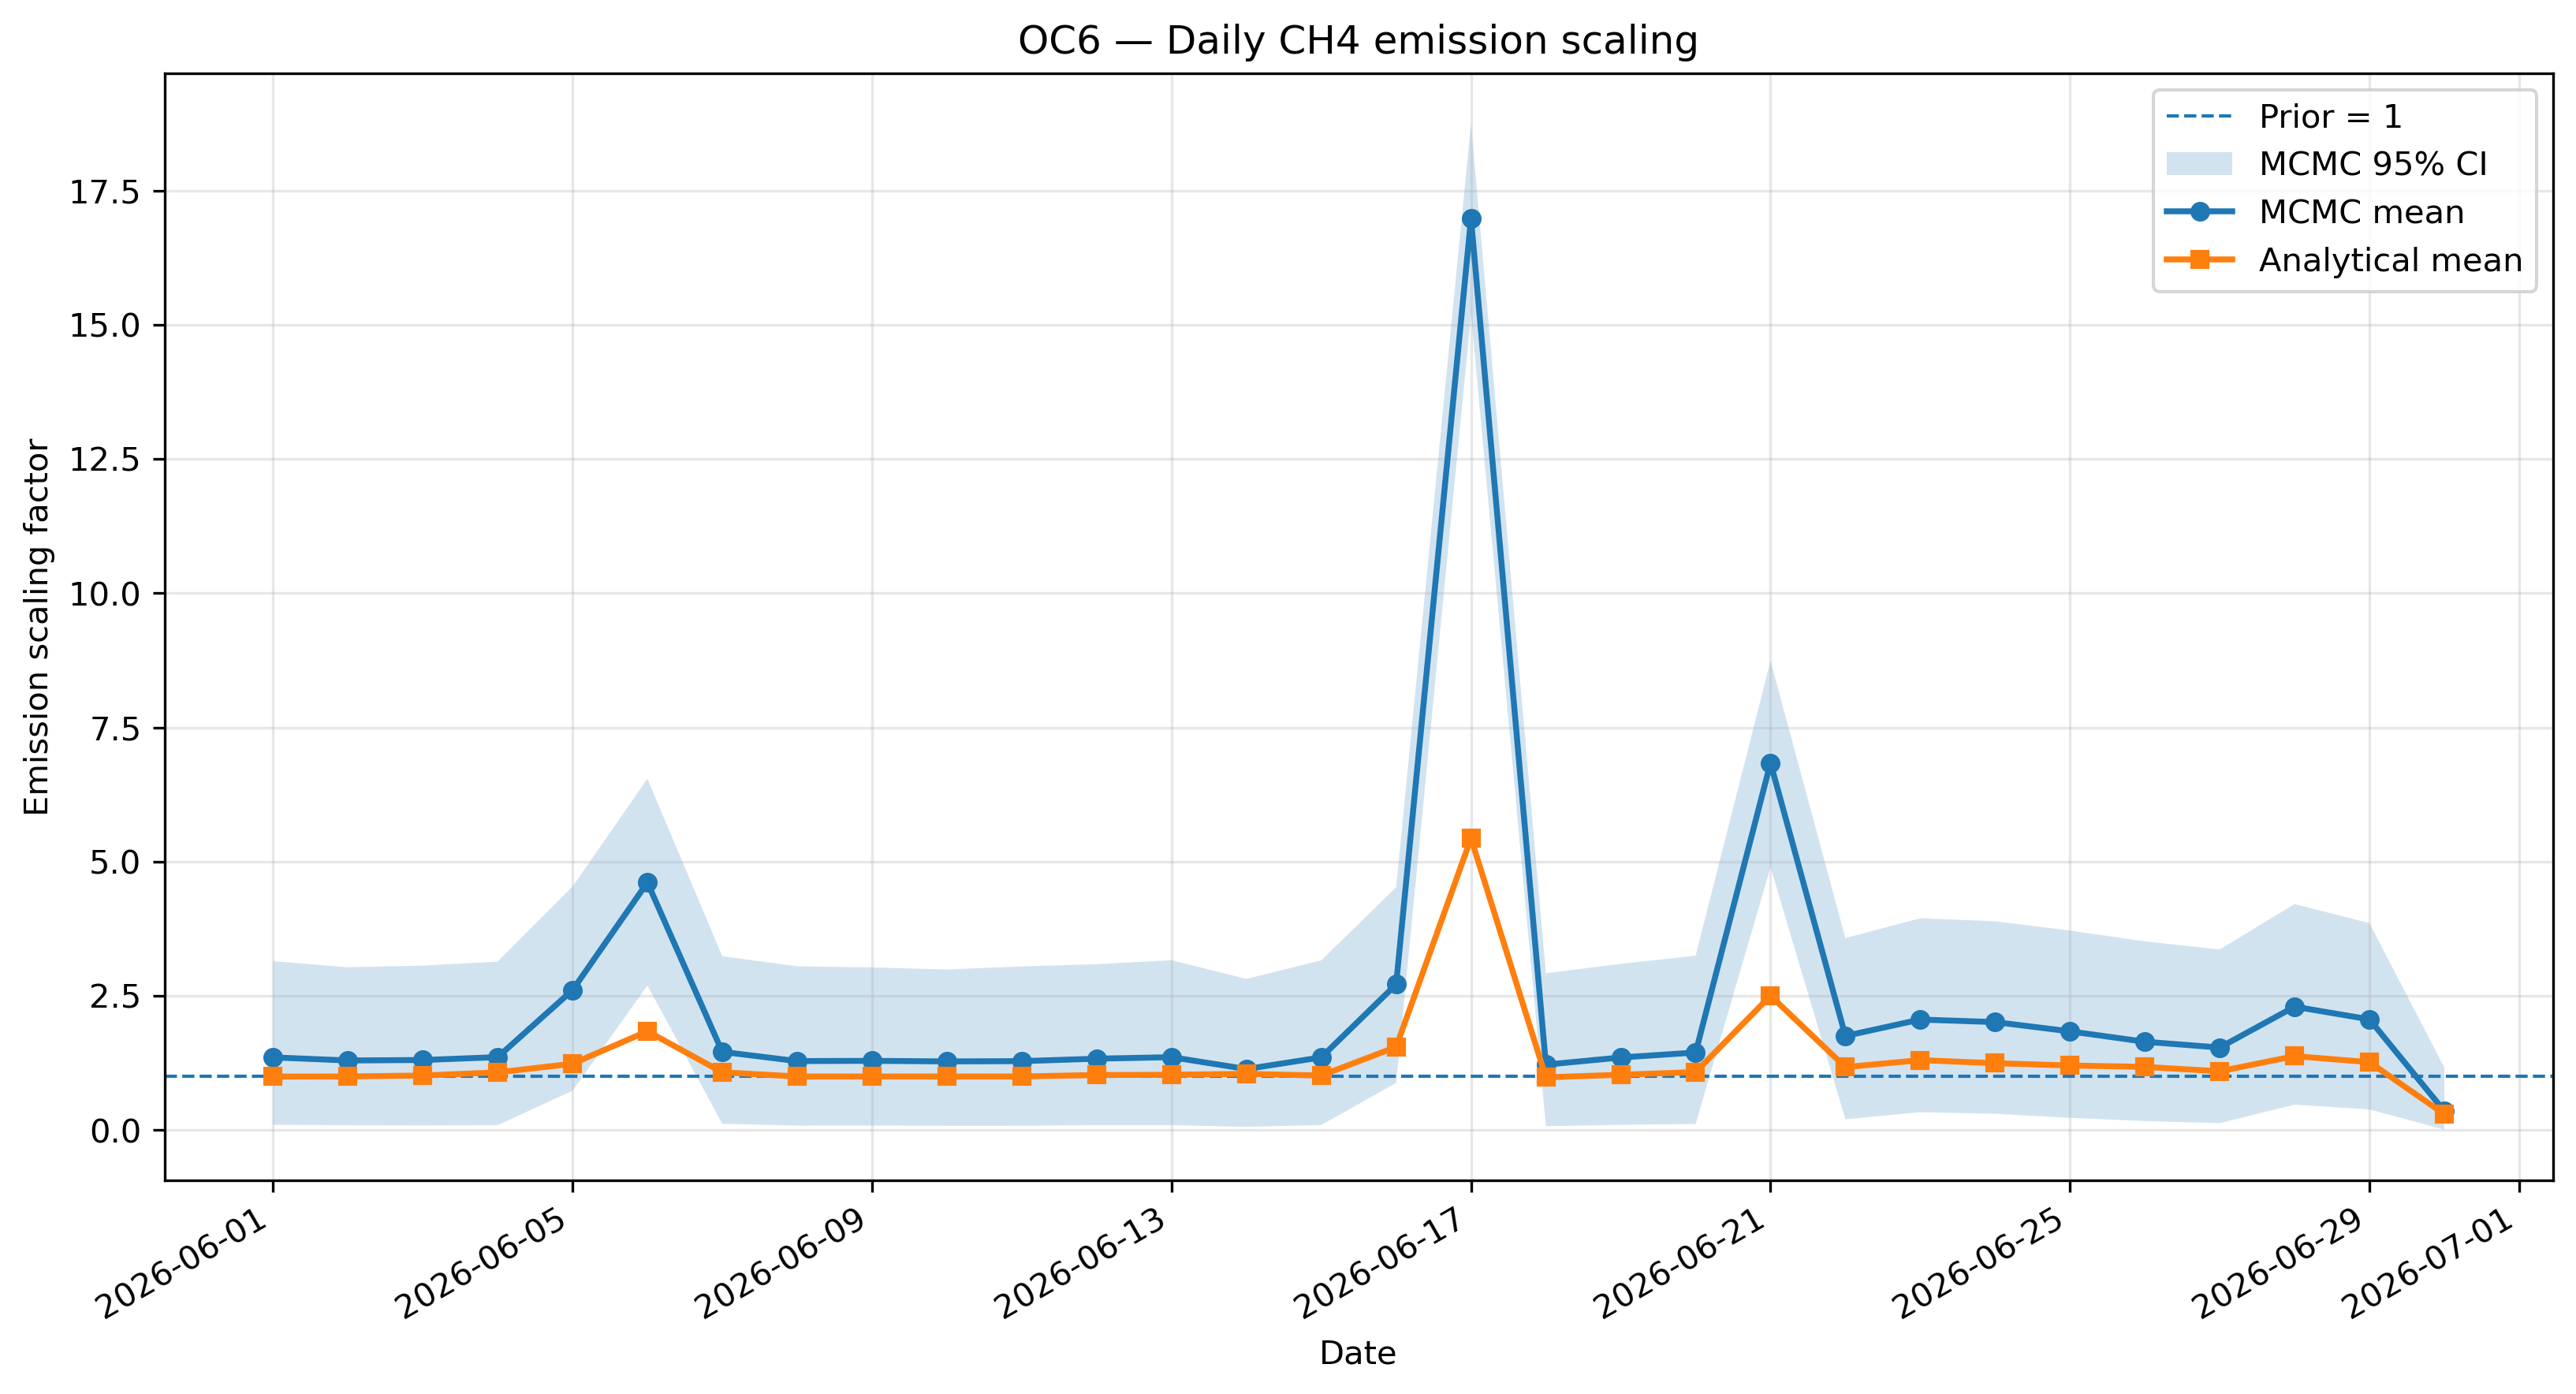 OC6 — Daily CH4 emission scaling
Prior = 1
MCMC 95% CI
MCMC mean
Analytical mean
Emission scaling factor
17.5
15.0
12.5
10.0
7.5
5.0
2.5
0.0
2026-06-01
2026-06-05
2026-06-09
2026-06-13
2026-06-17
2026-06-21
2026-06-25
2026-06-29
2026-07-01
Date